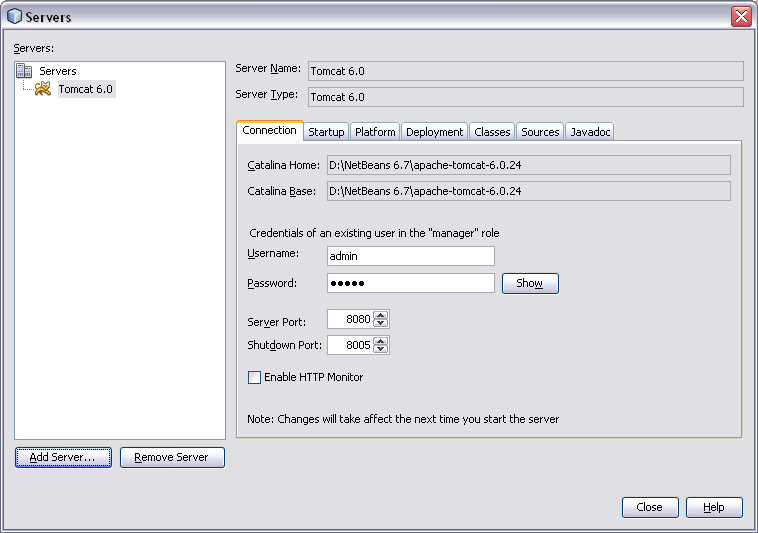 Servers
Servers:
Servers
Tomcat 6.0
Server Name: Tomcat 6.0
Server Type: Tomcat 6.0
Connection Startup Platform Deployment Classes Sources Javadoc
Catalina Home: D:\NetBeans 6.7\apache-tomcat-6.0.24
Catalina Base: D:\NetBeans 6.7\apache-tomcat-6.0.24
Credentials of an existing user in the "manager" role
Username: admin
Password: ●●●●● Show
Server Port: 8080
Shutdown Port: 8005
Enable HTTP Monitor
Note: Changes will take affect the next time you start the server
Add Server... Remove Server
Close Help